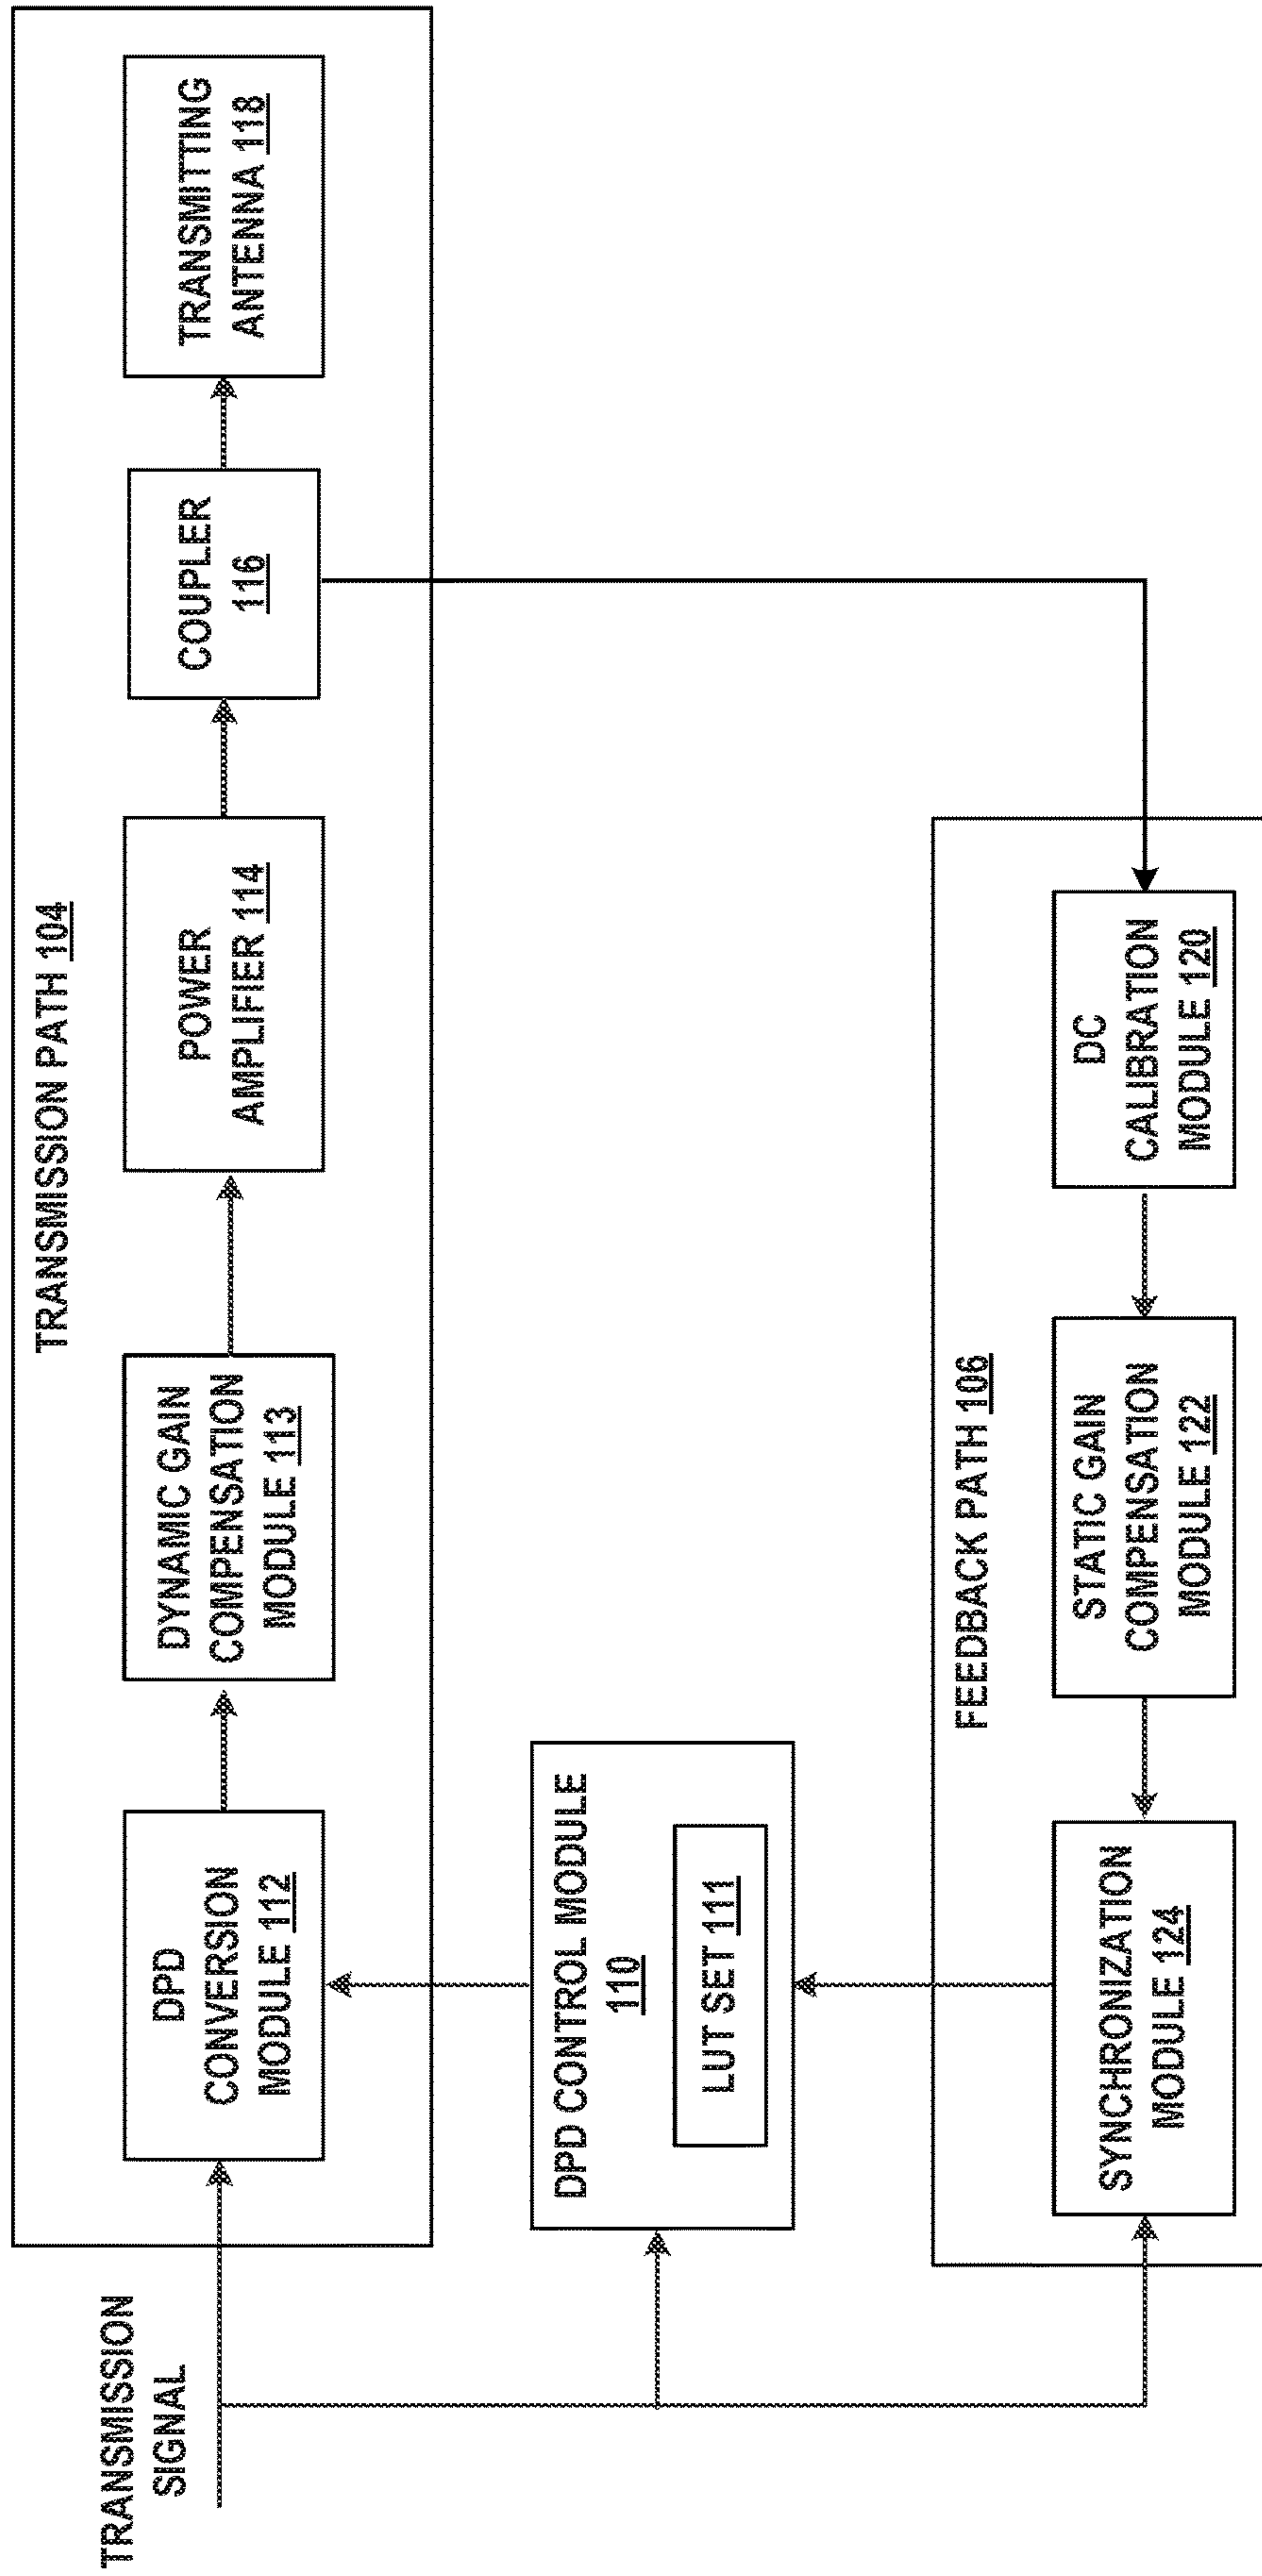 TRANSMISSION
SIGNAL
TRANSMISSION PATH 104
DPD
CONVERSION
MODULE 112
DYNAMIC GAIN
COMPENSATION
MODULE 113
POWER
AMPLIFIER 114
COUPLER
116
TRANSMITTING
ANTENNA 118
DPD CONTROL MODULE
110
LUT SET 111
FEEDBACK PATH 106
SYNCHRONIZATION
MODULE 124
STATIC GAIN
COMPENSATION
MODULE 122
DC
CALIBRATION
MODULE 120